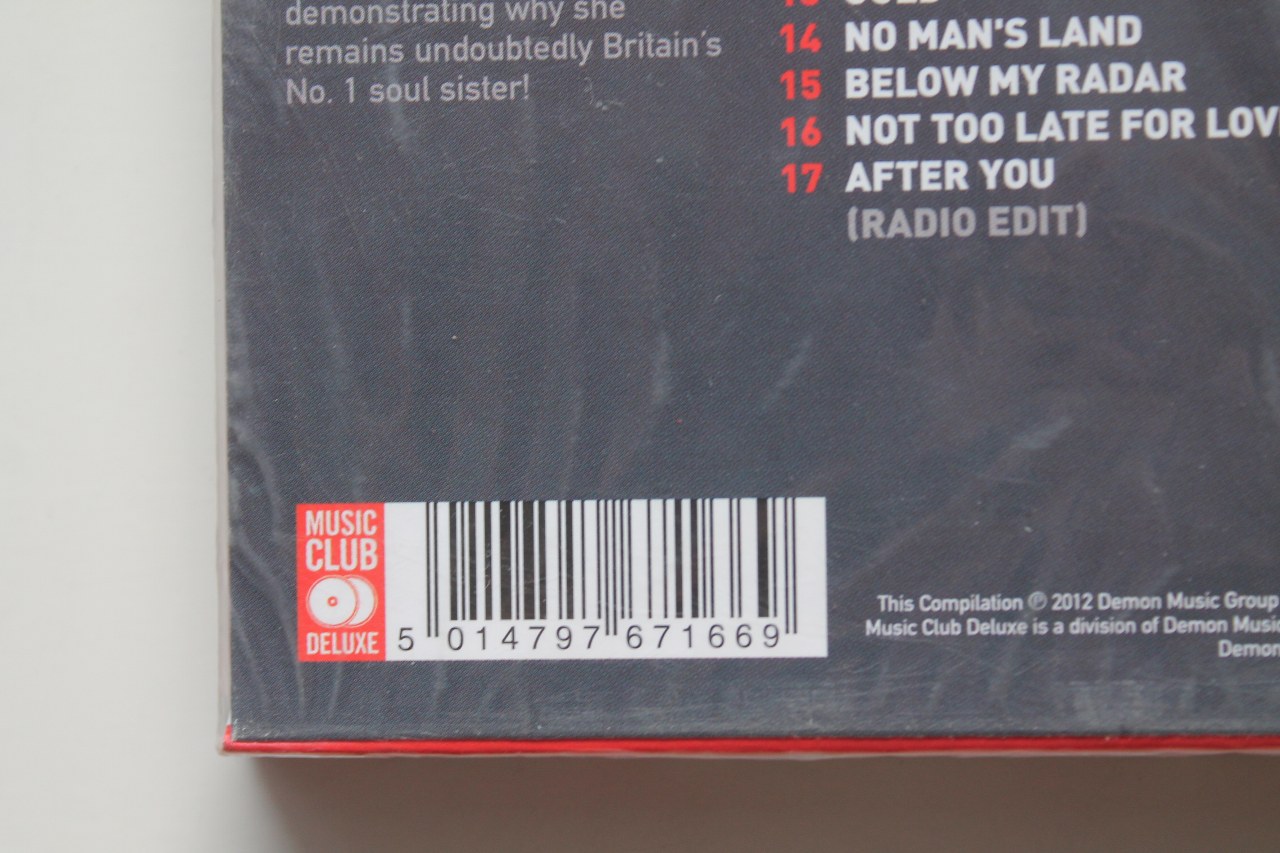 demonstrating why she
remains undoubtedly Britain's
No. 1 soul sister!
14 NO MAN'S LAND
15 BELOW MY RADAR
16 NOT TOO LATE FOR
17 AFTER YOU
(RADIO EDIT)
MUSIC
CLUB
DELUXE
5 014797 671669
This Compilation ℗ 2012 Demon Music Group
Music Club Deluxe is a division of Demon
Demon